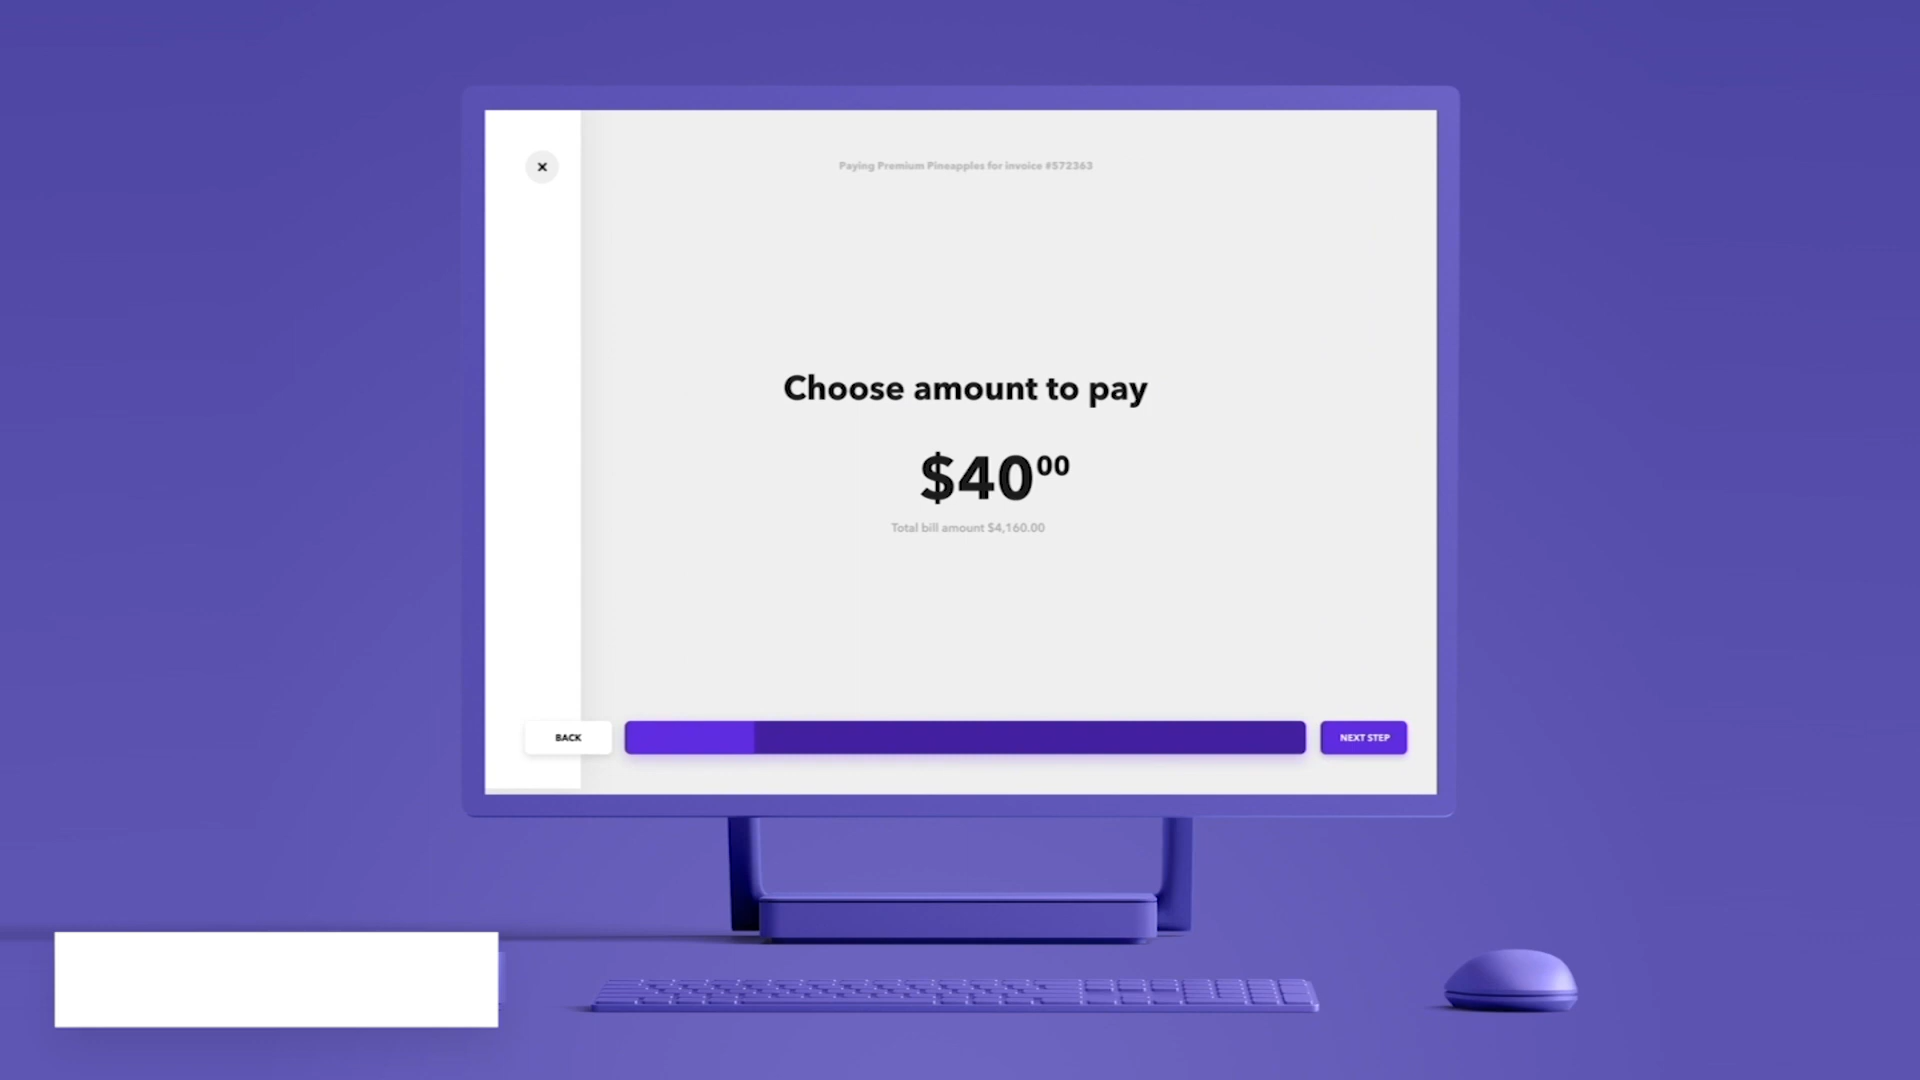 Paying Premium Pineapples for invoice #572363
Choose amount to pay
$40⁰⁰
Total bill amount $4,160.00
BACK
NEXT STEP